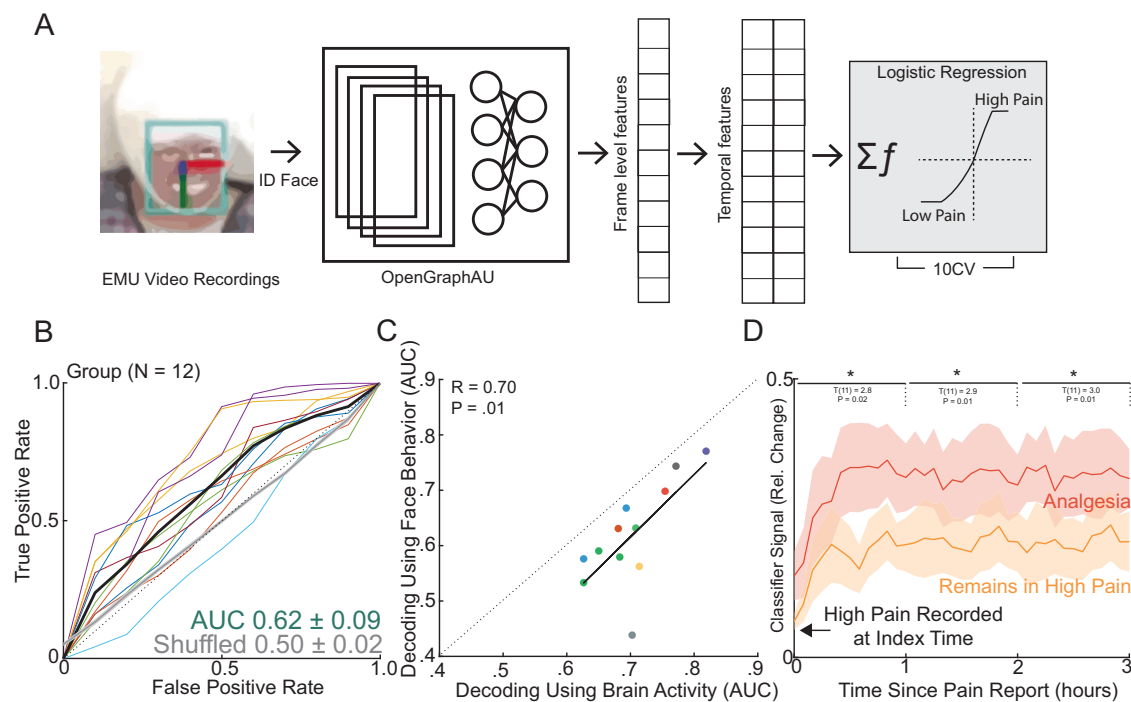 A
EMU Video Recordings
ID Face
OpenGraphAU
Frame level features
Temporal features
Σf
Logistic Regression
High Pain
Low Pain
10CV
B
Group (N = 12)
True Positive Rate
1.0
0.5
0
AUC 0.62 ± 0.09
Shuffled 0.50 ± 0.02
0
0.5
1.0
False Positive Rate
C
Decoding Using Face Behavior (AUC)
.9
.7
.5
.4
R = 0.70
P = .01
.4
.5
.6
.7
.8
.9
Decoding Using Brain Activity (AUC)
D
Classifier Signal (Rel. Change)
0.5
0
*
T(11) = 2.8
P = 0.02
*
T(11) = 2.9
P = 0.01
*
T(11) = 3.0
P = 0.01
Analgesia
Remains in High Pain
High Pain Recorded
at Index Time
0
1
2
3
Time Since Pain Report (hours)